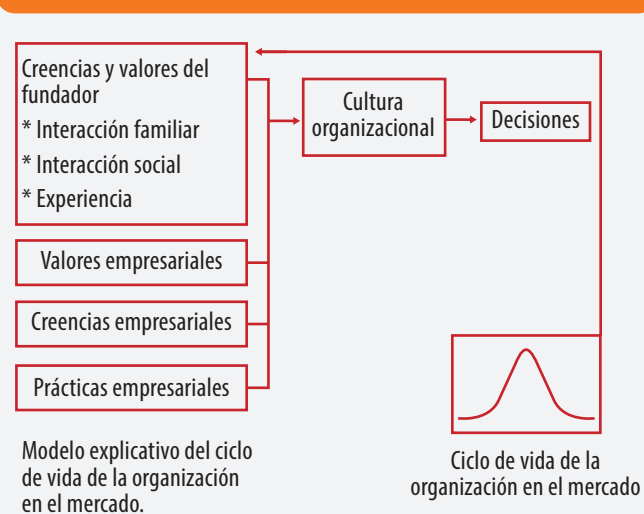 Creencias y valores del
fundador
* Interacción familiar
* Interacción social
* Experiencia
Valores empresariales
Creencias empresariales
Prácticas empresariales
Modelo explicativo del ciclo
de vida de la organización
en el mercado.
Cultura
organizacional
Decisiones
Ciclo de vida de la
organización en el mercado